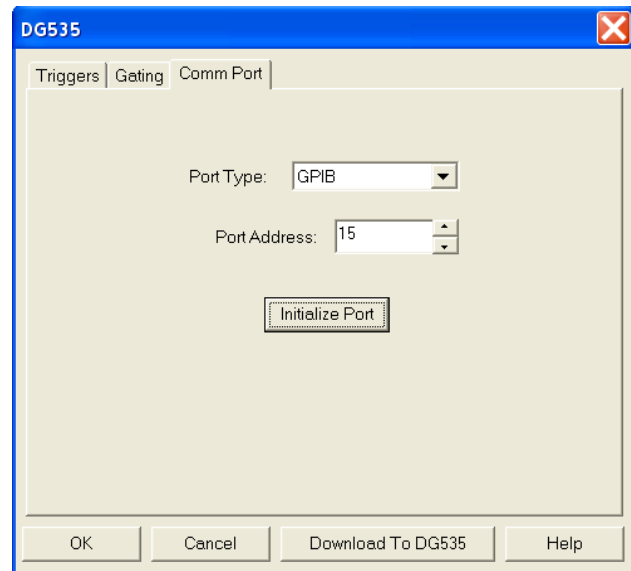 DG535
Triggers Gating Comm Port
Port Type: GPIB
Port Address: 15
Initialize Port
OK Cancel Download To DG535 Help